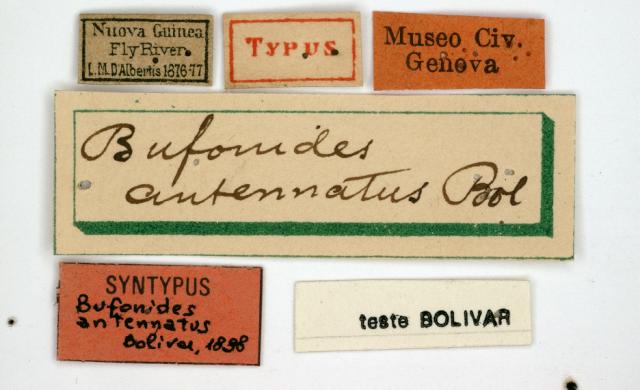 Nuova Guinea
Fly River
L.M.D'Albertis 1876-77
TYPUS
Museo Civ.
Genova
Bufonides
antennatus Bol
SYNTYPUS
Bufonides
antennatus
Bolivar, 1898
teste BOLIVAR